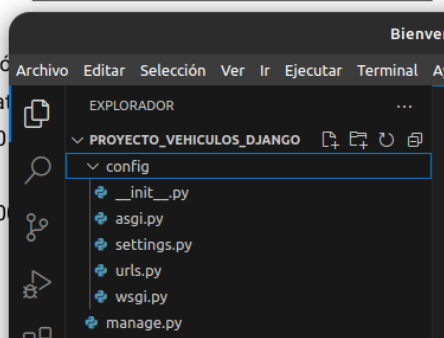 Bienve
Archivo Editar Selección Ver Ir Ejecutar Terminal
EXPLORADOR ...
PROYECTO_VEHICULOS_DJANGO
config
__init__.py
asgi.py
settings.py
urls.py
wsgi.py
manage.py